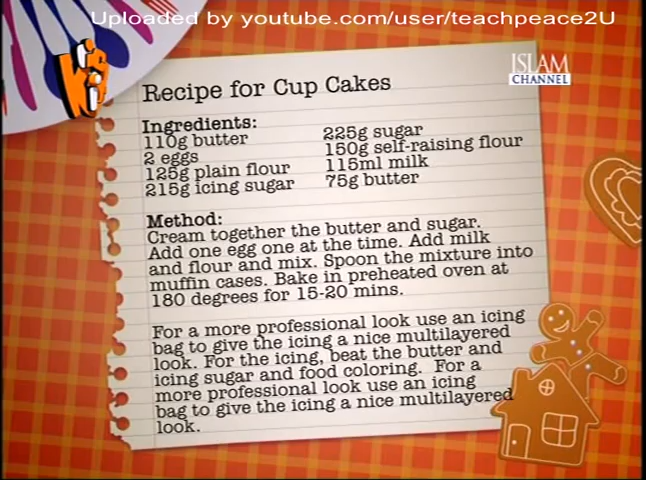 Uploaded by youtube.com/user/teachpeace2U
ISLAM
CHANNEL
Recipe for Cup Cakes
Ingredients:
110g butter
2 eggs
125g plain flour
215g icing sugar
225g sugar
150g self-raising flour
115ml milk
75g butter
Method:
Cream together the butter and sugar.
Add one egg one at the time. Add milk
and flour and mix. Spoon the mixture into
muffin cases. Bake in preheated oven at
180 degrees for 15-20 mins.
For a more professional look use an icing
bag to give the icing a nice multilayered
look. For the icing, beat the butter and
icing sugar and food coloring. For a
more professional look use an icing
bag to give the icing a nice multilayered
look.